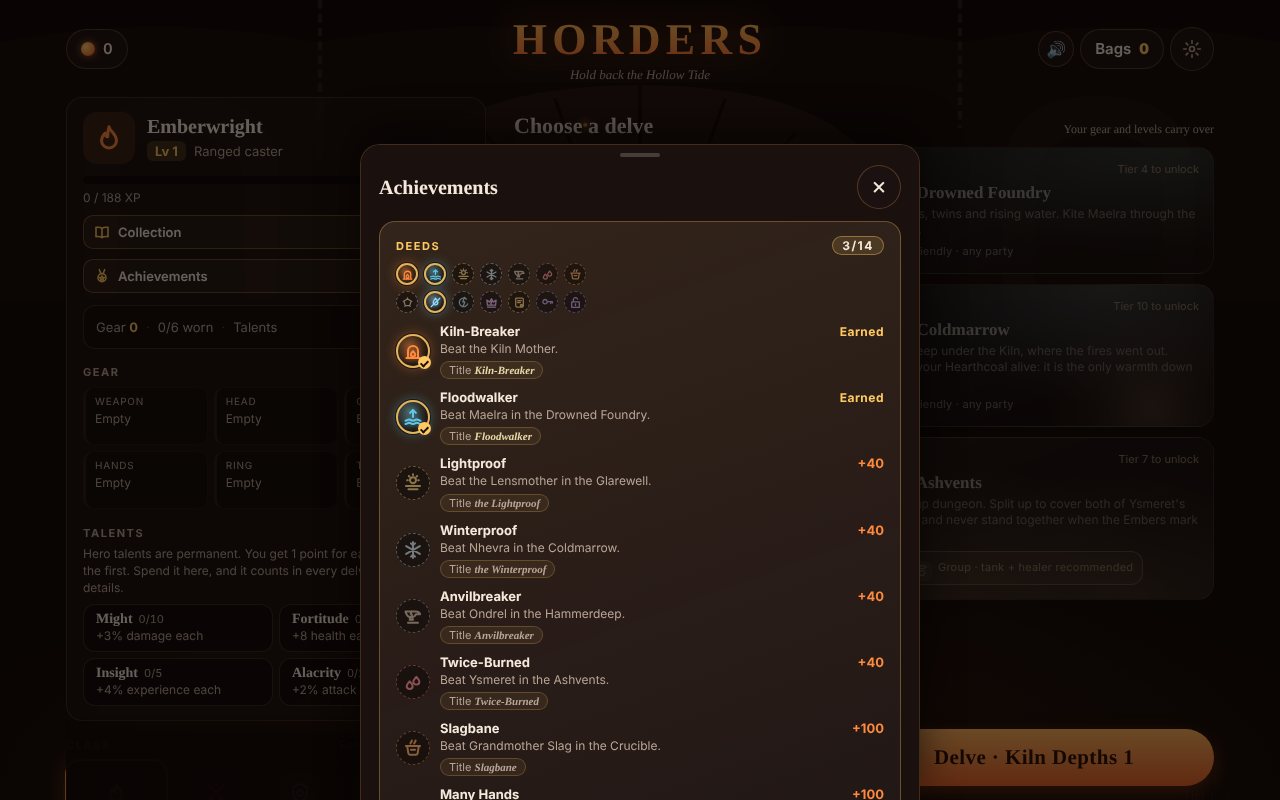 0
HORDERS
Hold back the Hollow Tide
Bags 0
Emberwright
Lv 1 Ranged caster
0 / 188 XP
Collection
Achievements
Gear 0 · 0/6 worn · Talents
GEAR
WEAPON
Empty
HEAD
Empty
HANDS
Empty
RING
Empty
TALENTS
Hero talents are permanent. You get 1 point for
the first. Spend it here, and it counts in every
details.
Might 0/10
+3% damage each
Fortitude
+8 health
Insight 0/5
+4% experience each
Alacrity
+2% attack
CLASS
Choose a delve
Your gear and levels carry over
Achievements
DEEDS
3/14
Kiln-Breaker
Earned
Beat the Kiln Mother.
Title Kiln-Breaker
Floodwalker
Earned
Beat Maelra in the Drowned Foundry.
Title Floodwalker
Lightproof
+40
Beat the Lensmother in the Glarewell.
Title the Lightproof
Winterproof
+40
Beat Nhevra in the Coldmarrow.
Title the Winterproof
Anvilbreaker
+40
Beat Ondrel in the Hammerdeep.
Title Anvilbreaker
Twice-Burned
+40
Beat Ysmeret in the Ashvents.
Title Twice-Burned
Slagbane
+100
Beat Grandmother Slag in the Crucible.
Title Slagbane
Many Hands
+100
Tier 4 to unlock
Drowned Foundry
twins and rising water. Kite Maelra through the
any party
Tier 10 to unlock
Coldmarrow
under the Kiln, where the fires went out.
your Hearthcoal alive: it is the only warmth down
any party
Tier 7 to unlock
Ashvents
dungeon. Split up to cover both of Ysmeret's
and never stand together when the Embers mark
Group · tank + healer recommended
Delve · Kiln Depths 1